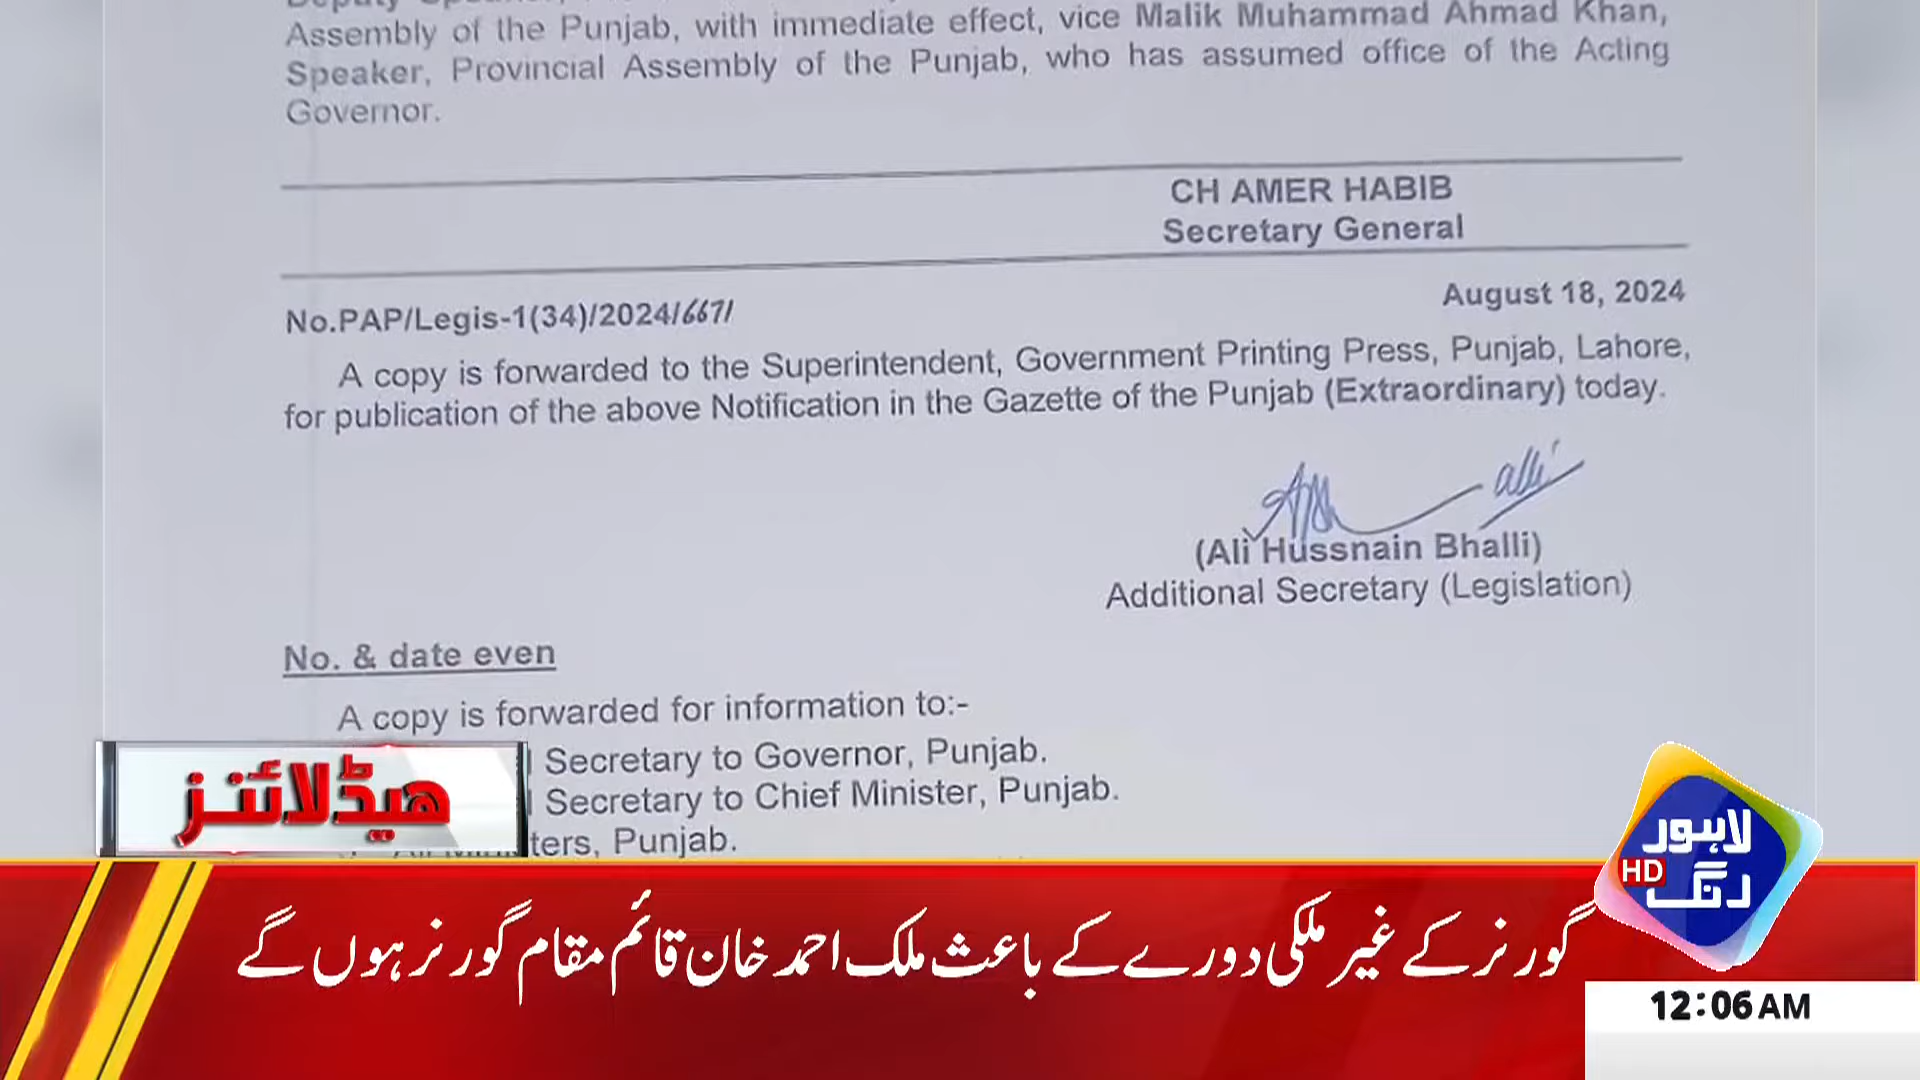 Deputy Speaker,
Assembly of the Punjab, with immediate effect, vice Malik Muhammad Ahmad Khan,
Speaker, Provincial Assembly of the Punjab, who has assumed office of the Acting
Governor.
CH AMER HABIB
Secretary General
No.PAP/Legis-1(34)/2024/6671
August 18, 2024
A copy is forwarded to the Superintendent, Government Printing Press, Punjab, Lahore,
for publication of the above Notification in the Gazette of the Punjab (Extraordinary) today.
(Ali Hussnain Bhalli)
Additional Secretary (Legislation)
No. & date even
A copy is forwarded for information to:-
Secretary to Governor, Punjab.
Secretary to Chief Minister, Punjab.
ters, Punjab.
ھیڈلائنز
لاہور
رنگ
HD
گورنر کے غیر ملکی دورے کے باعث ملک احمد خان قائم مقام گورنر ہوں گے
12:06 AM